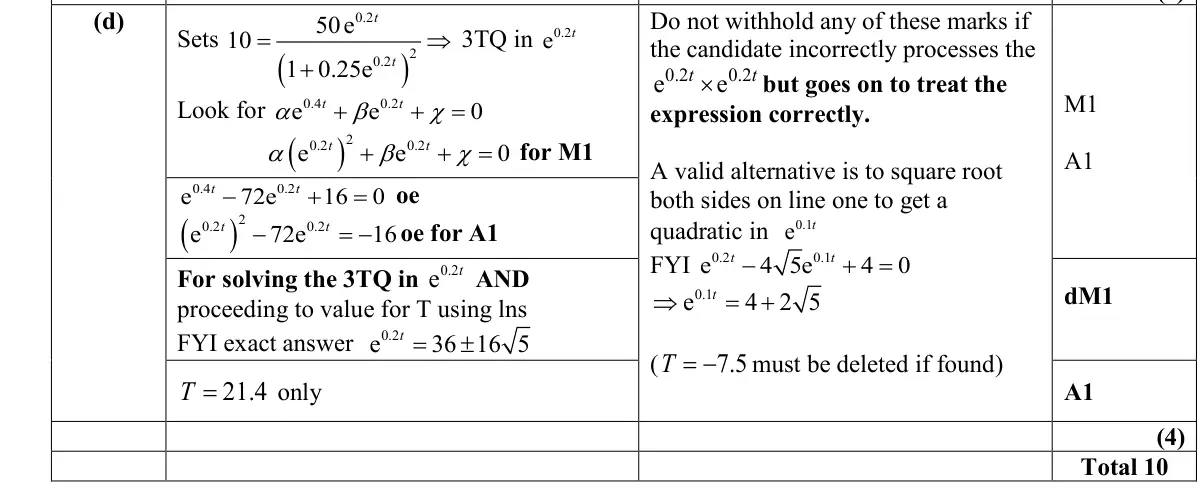 (d)
Sets 10 = 50e^{0.2t} / (1 + 0.25e^{0.2t})^2 ⇒ 3TQ in e^{0.2t}
Look for αe^{0.4t} + βe^{0.2t} + χ = 0
α(e^{0.2t})^2 + βe^{0.2t} + χ = 0 for M1
e^{0.4t} − 72e^{0.2t} + 16 = 0 oe
(e^{0.2t})^2 − 72e^{0.2t} = −16 oe for A1
For solving the 3TQ in e^{0.2t} AND
proceeding to value for T using lns
FYI exact answer e^{0.2t} = 36 ± 16√5
T = 21.4 only
Do not withhold any of these marks if
the candidate incorrectly processes the
e^{0.2t} × e^{0.2t} but goes on to treat the
expression correctly.
A valid alternative is to square root
both sides on line one to get a
quadratic in e^{0.1t}
FYI e^{0.2t} − 4√5e^{0.1t} + 4 = 0
⇒ e^{0.1t} = 4 + 2√5
(T = −7.5 must be deleted if found)
M1
A1
dM1
A1
(4)
Total 10